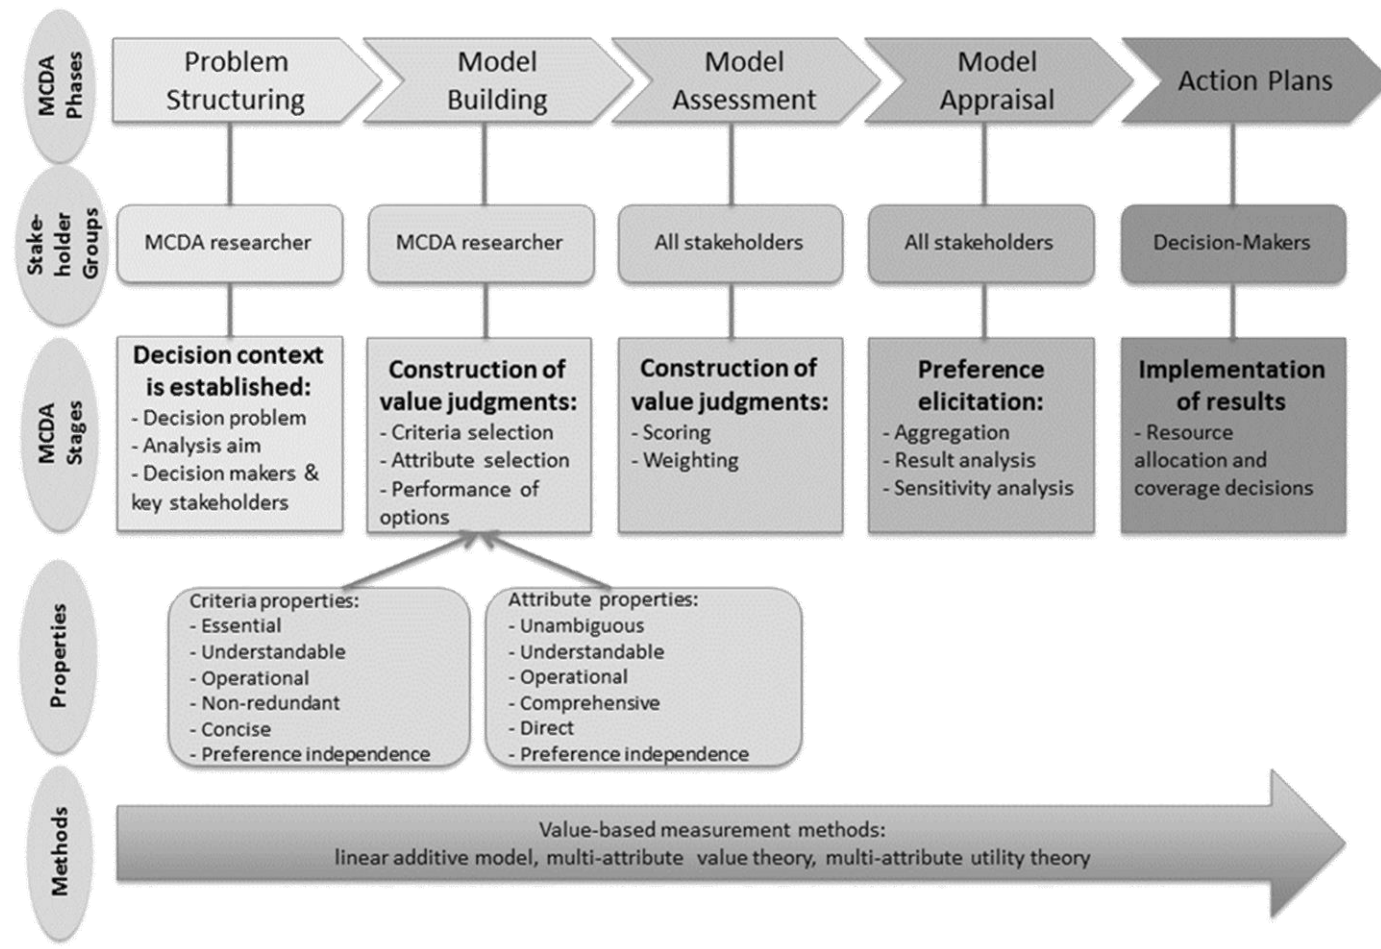 MCDA
Phases
Problem
Structuring
Model
Building
Model
Assessment
Model
Appraisal
Action Plans
Stake-
holder
Groups
MCDA researcher
MCDA researcher
All stakeholders
All stakeholders
Decision-Makers
MCDA
Stages
Decision context
is established:
- Decision problem
- Analysis aim
- Decision makers &
key stakeholders
Construction of
value judgments:
- Criteria selection
- Attribute selection
- Performance of
options
Construction of
value judgments:
- Scoring
- Weighting
Preference
elicitation:
- Aggregation
- Result analysis
- Sensitivity analysis
Implementation
of results
- Resource
allocation and
coverage decisions
Properties
Criteria properties:
- Essential
- Understandable
- Operational
- Non-redundant
- Concise
- Preference independence
Attribute properties:
- Unambiguous
- Understandable
- Operational
- Comprehensive
- Direct
- Preference independence
Methods
Value-based measurement methods:
linear additive model, multi-attribute value theory, multi-attribute utility theory